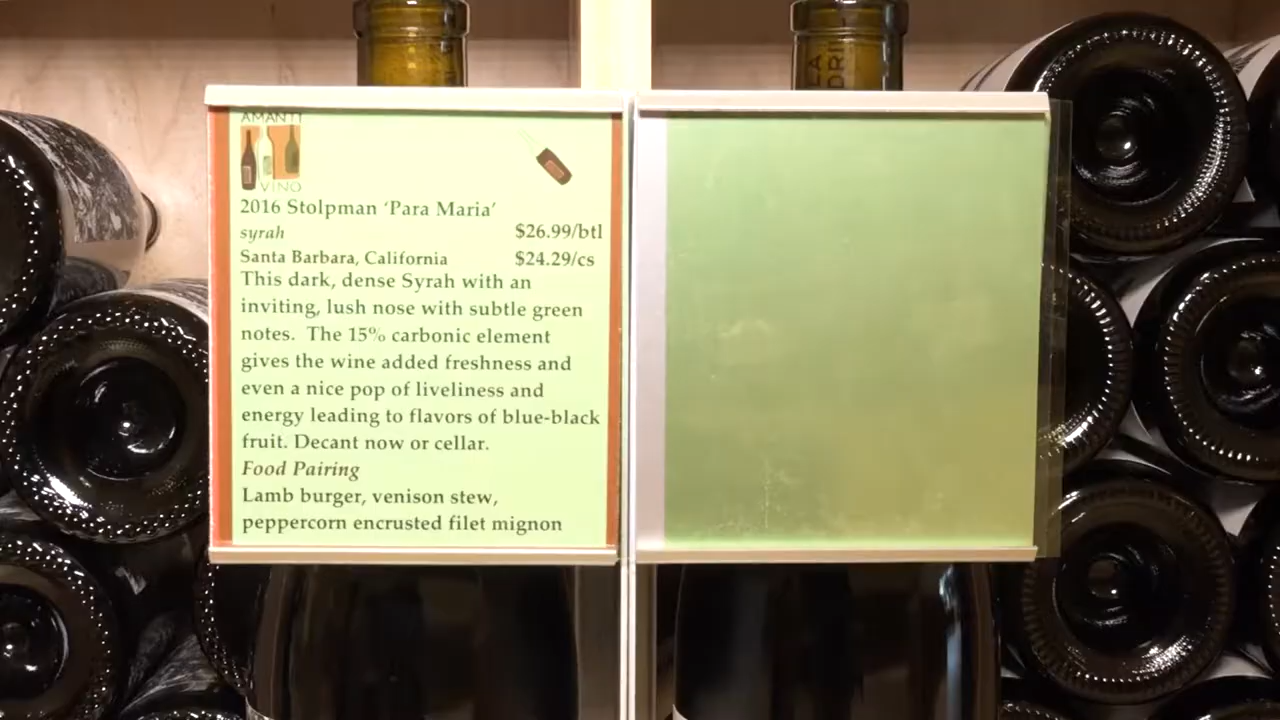 AMANTI
VINO
2016 Stolpman ‘Para Maria’
syrah $26.99/btl
Santa Barbara, California $24.29/cs
This dark, dense Syrah with an
inviting, lush nose with subtle green
notes. The 15% carbonic element
gives the wine added freshness and
even a nice pop of liveliness and
energy leading to flavors of blue-black
fruit. Decant now or cellar.
Food Pairing
Lamb burger, venison stew,
peppercorn encrusted filet mignon